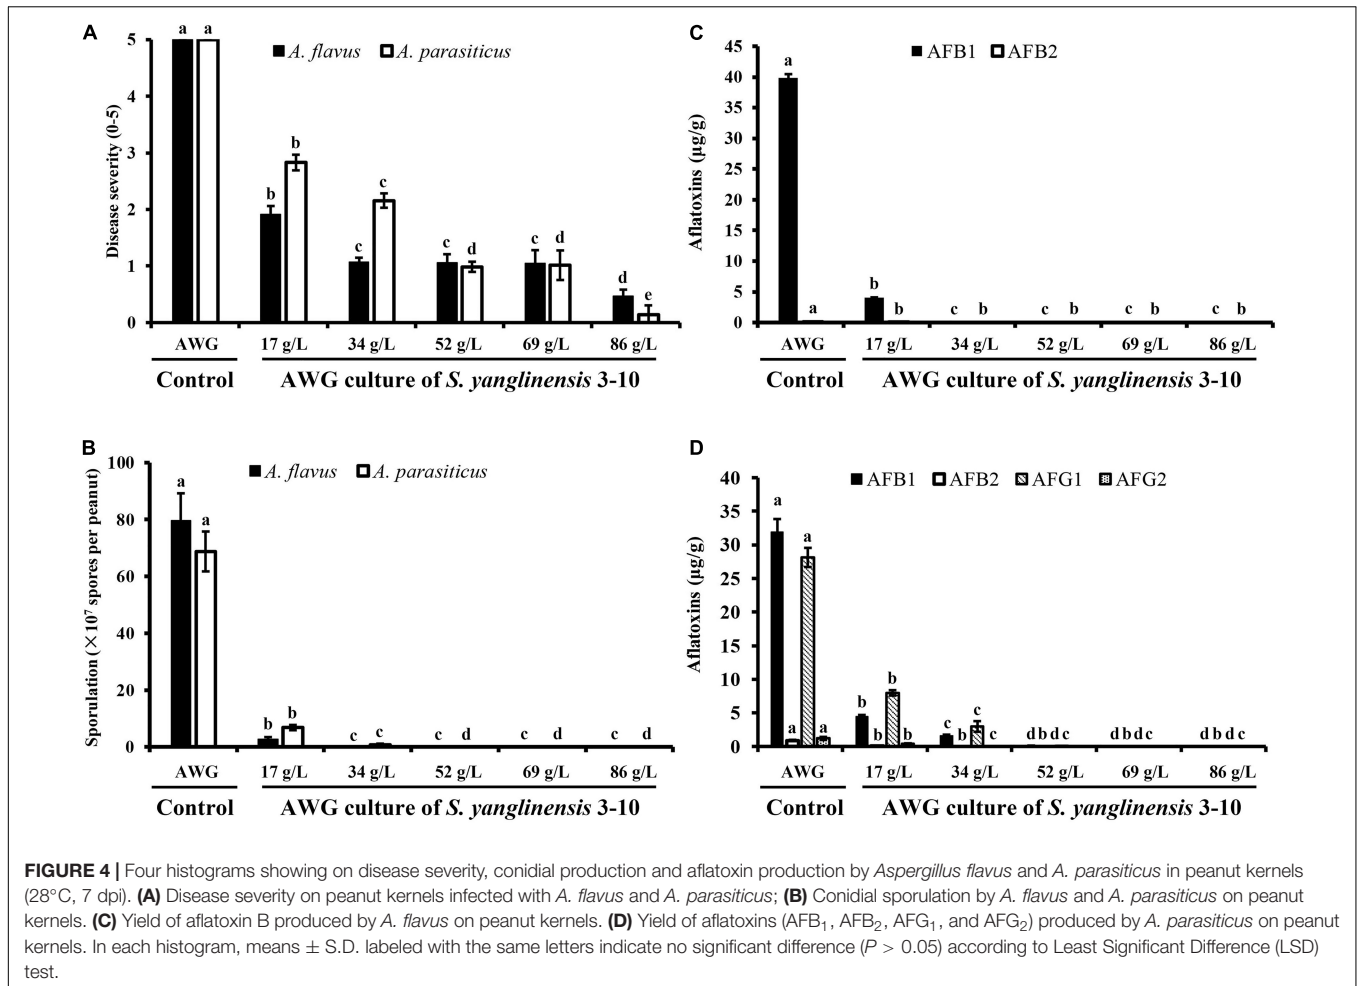 A
a a
A. flavus A. parasiticus
Disease severity (0-5)
5
4
3
2
1
0
b b
c c
c d
c d
d e
AWG 17 g/L 34 g/L 52 g/L 69 g/L 86 g/L
Control AWG culture of S. yanglinensis 3-10
C
AFB1 AFB2
Aflatoxins (µg/g)
45
40
35
30
25
20
15
10
5
0
a a
b b
c b
c b
c b
c b
AWG 17 g/L 34 g/L 52 g/L 69 g/L 86 g/L
Control AWG culture of S. yanglinensis 3-10
B
A. flavus A. parasiticus
Sporulation (×10⁷ spores per peanut)
100
80
60
40
20
0
a a
b b
c c
c d
c d
c d
AWG 17 g/L 34 g/L 52 g/L 69 g/L 86 g/L
Control AWG culture of S. yanglinensis 3-10
D
AFB1 AFB2 AFG1 AFG2
Aflatoxins (µg/g)
40
35
30
25
20
15
10
5
0
a a a a
b b b b
c b c c
d b d c
d b d c
d b d c
AWG 17 g/L 34 g/L 52 g/L 69 g/L 86 g/L
Control AWG culture of S. yanglinensis 3-10
FIGURE 4 | Four histograms showing on disease severity, conidial production and aflatoxin production by Aspergillus flavus and A. parasiticus in peanut kernels
(28°C, 7 dpi). (A) Disease severity on peanut kernels infected with A. flavus and A. parasiticus; (B) Conidial sporulation by A. flavus and A. parasiticus on peanut
kernels. (C) Yield of aflatoxin B produced by A. flavus on peanut kernels. (D) Yield of aflatoxins (AFB₁, AFB₂, AFG₁, and AFG₂) produced by A. parasiticus on peanut
kernels. In each histogram, means ± S.D. labeled with the same letters indicate no significant difference (P > 0.05) according to Least Significant Difference (LSD)
test.